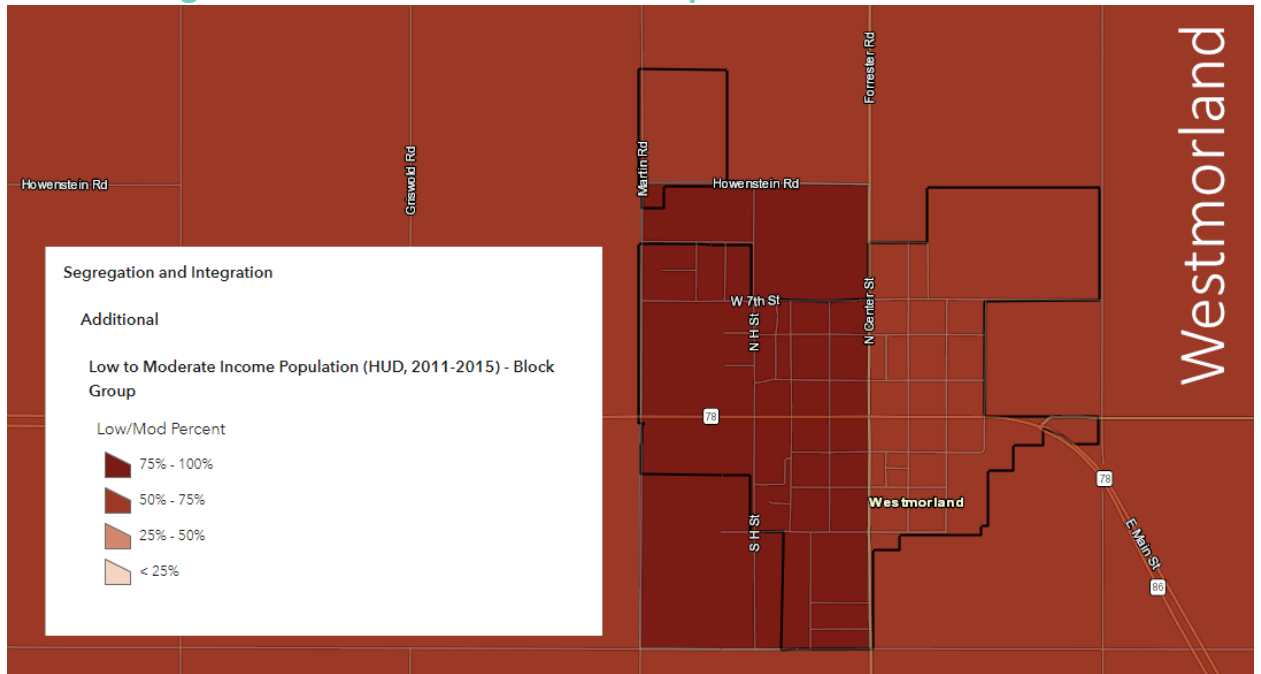 Westmorland
Forrester Rd
Martin Rd
Griswold Rd
Howenstein Rd
Howenstein Rd
Segregation and Integration
Additional
Low to Moderate Income Population (HUD, 2011-2015) - Block
Group
Low/Mod Percent
75% - 100%
50% - 75%
25% - 50%
< 25%
W 7th St
N H St
N Center St
78
Westmorland
78
S H St
E Main St
86